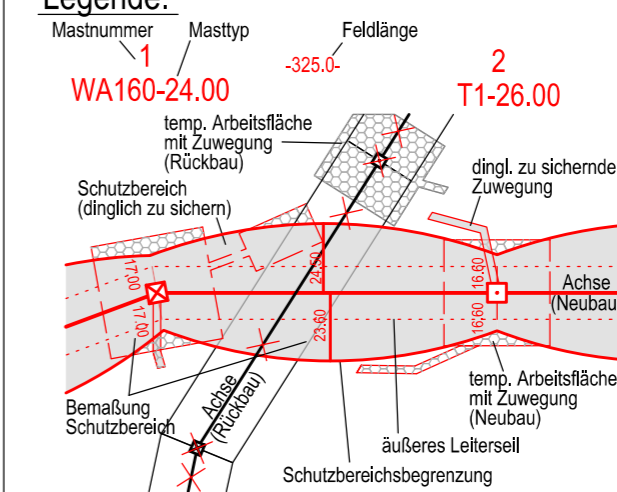 Legende:
Mastnummer
Masttyp
Feldlänge
1
WA160-24.00
-325.0-
2
T1-26.00
temp. Arbeitsfläche
mit Zuwegung
(Rückbau)
dingl. zu sichernde
Zuwegung
Schutzbereich
(dinglich zu sichern)
17.00
17.00
24.50
23.60
16.60
16.60
Achse
(Neubau
Achse
(Rückbau)
Bemaßung
Schutzbereich
temp. Arbeitsfläche
mit Zuwegung
(Neubau)
äußeres Leiterseil
Schutzbereichsbegrenzung